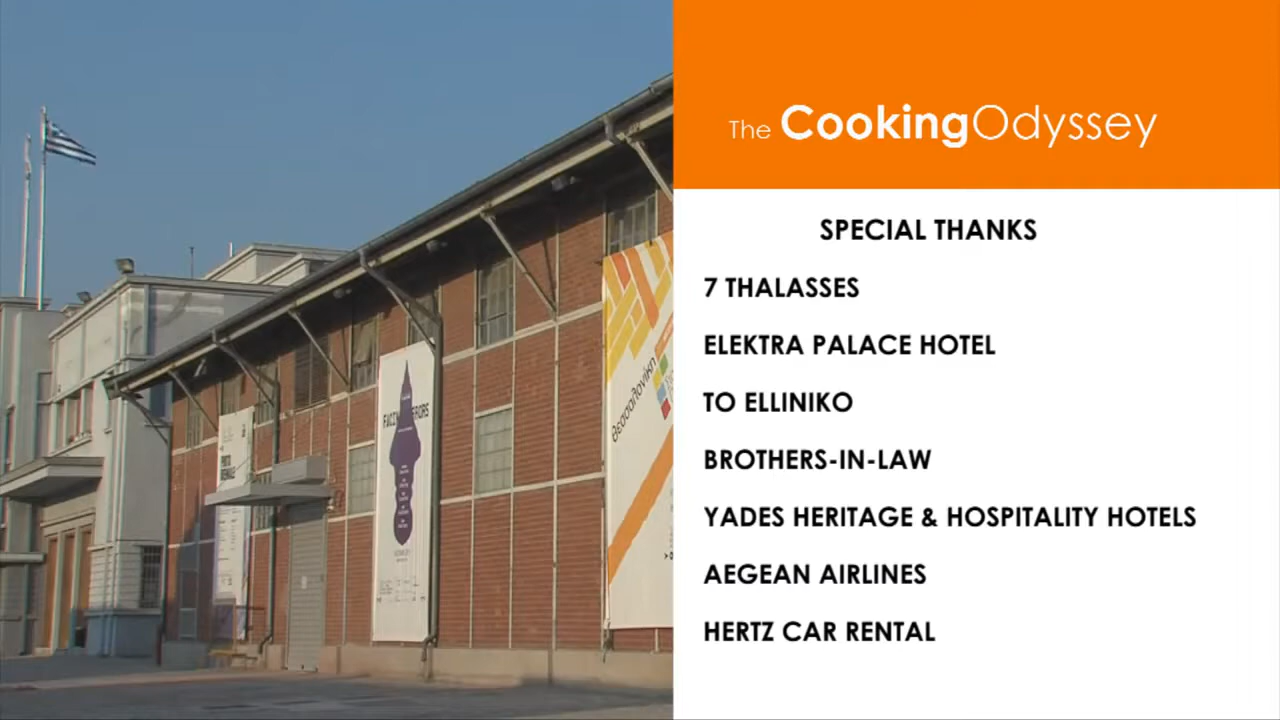 The CookingOdyssey
SPECIAL THANKS
7 THALASSES
ELEKTRA PALACE HOTEL
TO ELLINIKO
BROTHERS-IN-LAW
YADES HERITAGE & HOSPITALITY HOTELS
AEGEAN AIRLINES
HERTZ CAR RENTAL
θεσσαλονίκη